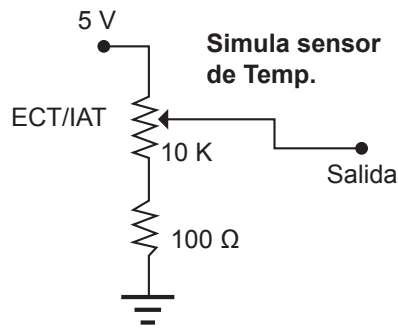 5 V
Simula sensor
de Temp.
ECT/IAT
10 K
Salida
100 Ω